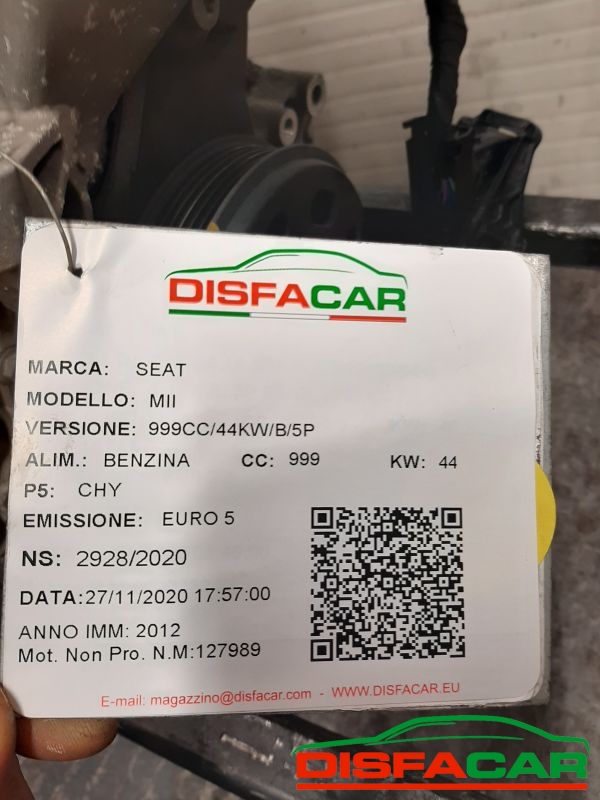 DISFACAR
MARCA: SEAT
MODELLO: MII
VERSIONE: 999CC/44KW/B/5P
ALIM.: BENZINA CC: 999 KW: 44
P5: CHY
EMISSIONE: EURO 5
NS: 2928/2020
DATA:27/11/2020 17:57:00
ANNO IMM: 2012
Mot. Non Pro. N.M:127989
E-mail: magazzino@disfacar.com - WWW.DISFACAR.EU
DISFACAR